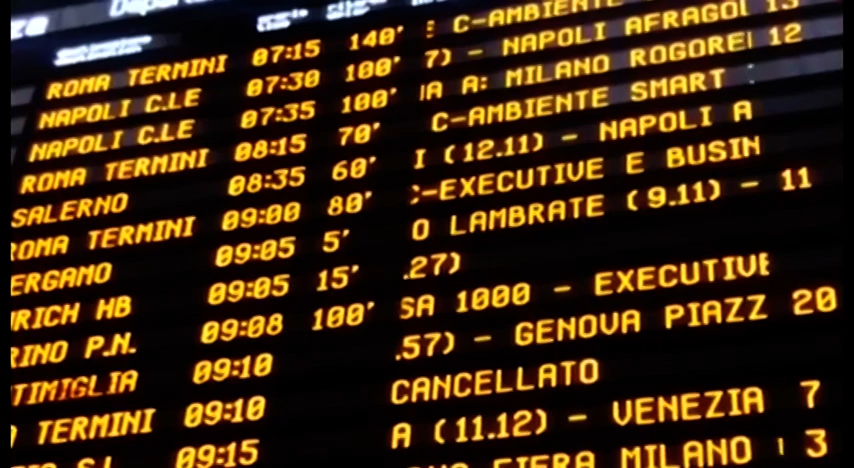 ROMA TERMINI 07:15 140' C-AMBIENTE
NAPOLI C.LE 07:30 100' 7) - NAPOLI AFRAGOL 13
NAPOLI C.LE 07:35 100' A A: MILANO ROGORE 12
ROMA TERMINI 08:15 70' C-AMBIENTE SMART
SALERNO 08:35 60' I (12.11) - NAPOLI A
ROMA TERMINI 09:00 80' -EXECUTIVE E BUSIN
ERGAMO 09:05 5' O LAMBRATE (9.11) - 11
RICH HB 09:05 15' .27)
RINO P.N. 09:08 100' SA 1000 - EXECUTIVE
TIMIGLIA 09:10 .57) - GENOVA PIAZZ 20
TERMINI 09:10 CANCELLATO
09:15 A (11.12) - VENEZIA 7
FIERA MILANO 3